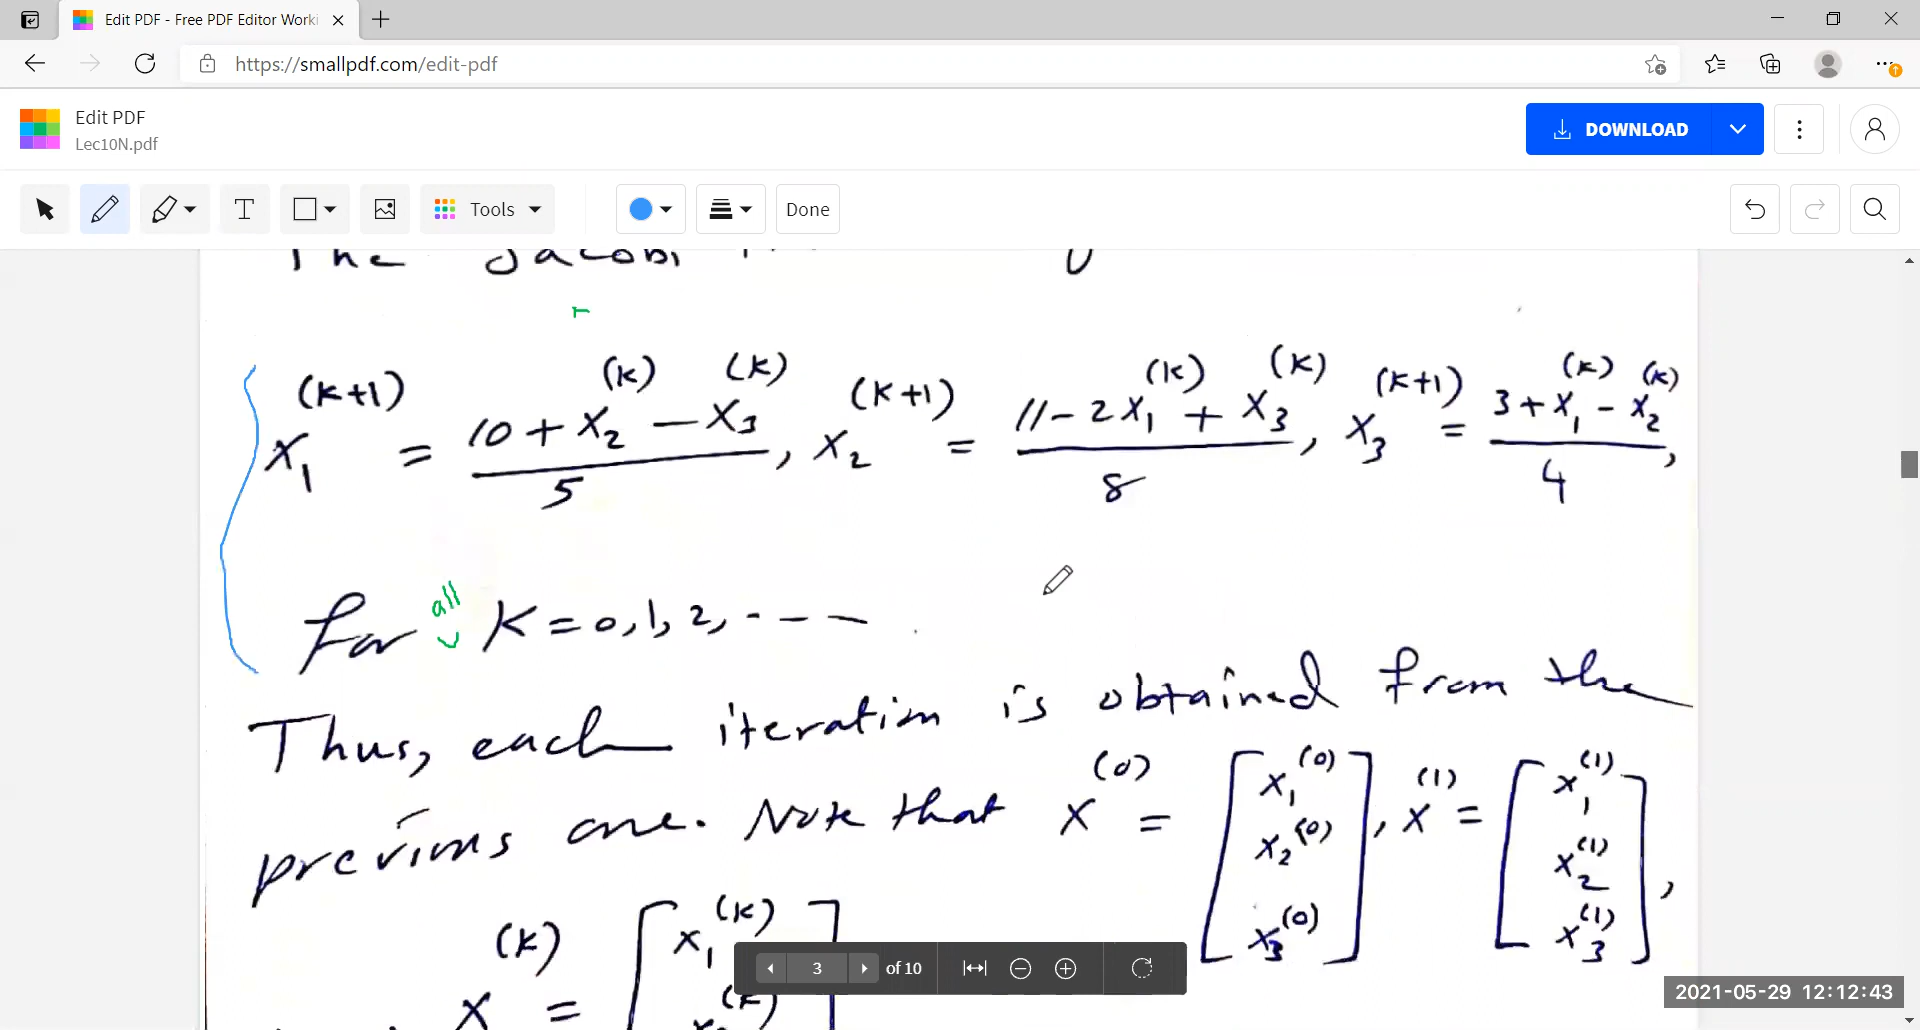 Edit PDF - Free PDF Editor Worki
https://smallpdf.com/edit-pdf
Edit PDF
Lec10N.pdf
DOWNLOAD
T
Tools
Done
The Jacobi
x₁^(k+1) = (10 + x₂^(k) - x₃^(k))/5, x₂^(k+1) = (11 - 2x₁^(k) + x₃^(k))/8, x₃^(k+1) = (3 + x₁^(k) - x₂^(k))/4,
For all k = 0, 1, 2, - - -
Thus, each iteration is obtained from the
previous one. Note that x^(0) = [x₁^(0) x₂^(0) x₃^(0)], x^(1) = [x₁^(1) x₂^(1) x₃^(1)],
x^(k) = [x₁^(k)
3 of 10
2021-05-29 12:12:43